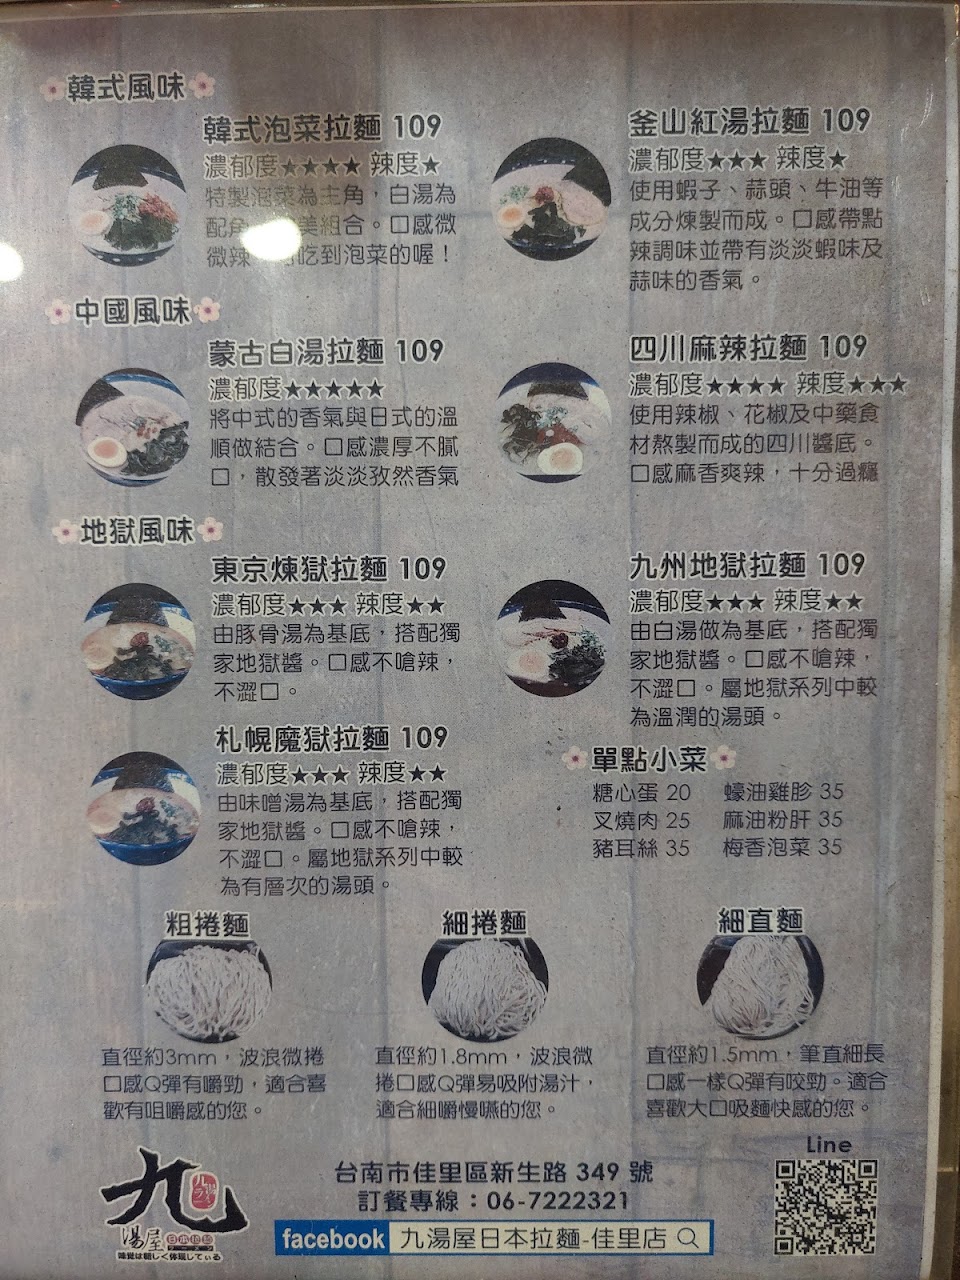 韓式風味
韓式泡菜拉麵 109
濃郁度★★★★ 辣度★
特製泡菜為主角，白湯為
配角 美組合。口感微
微辣 吃到泡菜的喔！
釜山紅湯拉麵 109
濃郁度★★★ 辣度★
使用蝦子、蒜頭、牛油等
成分煉製而成。口感帶點
辣調味並帶有淡淡蝦味及
蒜味的香氣。
中國風味
蒙古白湯拉麵 109
濃郁度★★★★★
將中式的香氣與日式的溫
順做結合。口感濃厚不膩
口，散發著淡淡孜然香氣
四川麻辣拉麵 109
濃郁度★★★★ 辣度★★★
使用辣椒、花椒及中藥食
材熬製而成的四川醬底。
口感麻香爽辣，十分過癮
地獄風味
東京煉獄拉麵 109
濃郁度★★★ 辣度★★
由豚骨湯為基底，搭配獨
家地獄醬。口感不嗆辣，
不澀口。
九州地獄拉麵 109
濃郁度★★★ 辣度★★
由白湯做為基底，搭配獨
家地獄醬。口感不嗆辣，
不澀口。屬地獄系列中較
為溫潤的湯頭。
札幌魔獄拉麵 109
濃郁度★★★ 辣度★★
由味噌湯為基底，搭配獨
家地獄醬。口感不嗆辣，
不澀口。屬地獄系列中較
為有層次的湯頭。
單點小菜
糖心蛋 20 蠔油雞胗 35
叉燒肉 25 麻油粉肝 35
豬耳絲 35 梅香泡菜 35
粗捲麵
直徑約3mm，波浪微捲
口感Q彈有嚼勁，適合喜
歡有咀嚼感的您。
細捲麵
直徑約1.8mm，波浪微
捲口感Q彈易吸附湯汁，
適合細嚼慢嚥的您。
細直麵
直徑約1.5mm，筆直細長
口感一樣Q彈有咬勁。適合
喜歡大口吸麵快感的您。
九
湯屋
日本拉麵
味覚は厳しく体現している
台南市佳里區新生路 349 號
訂餐專線：06-7222321
facebook 九湯屋日本拉麵-佳里店
Line